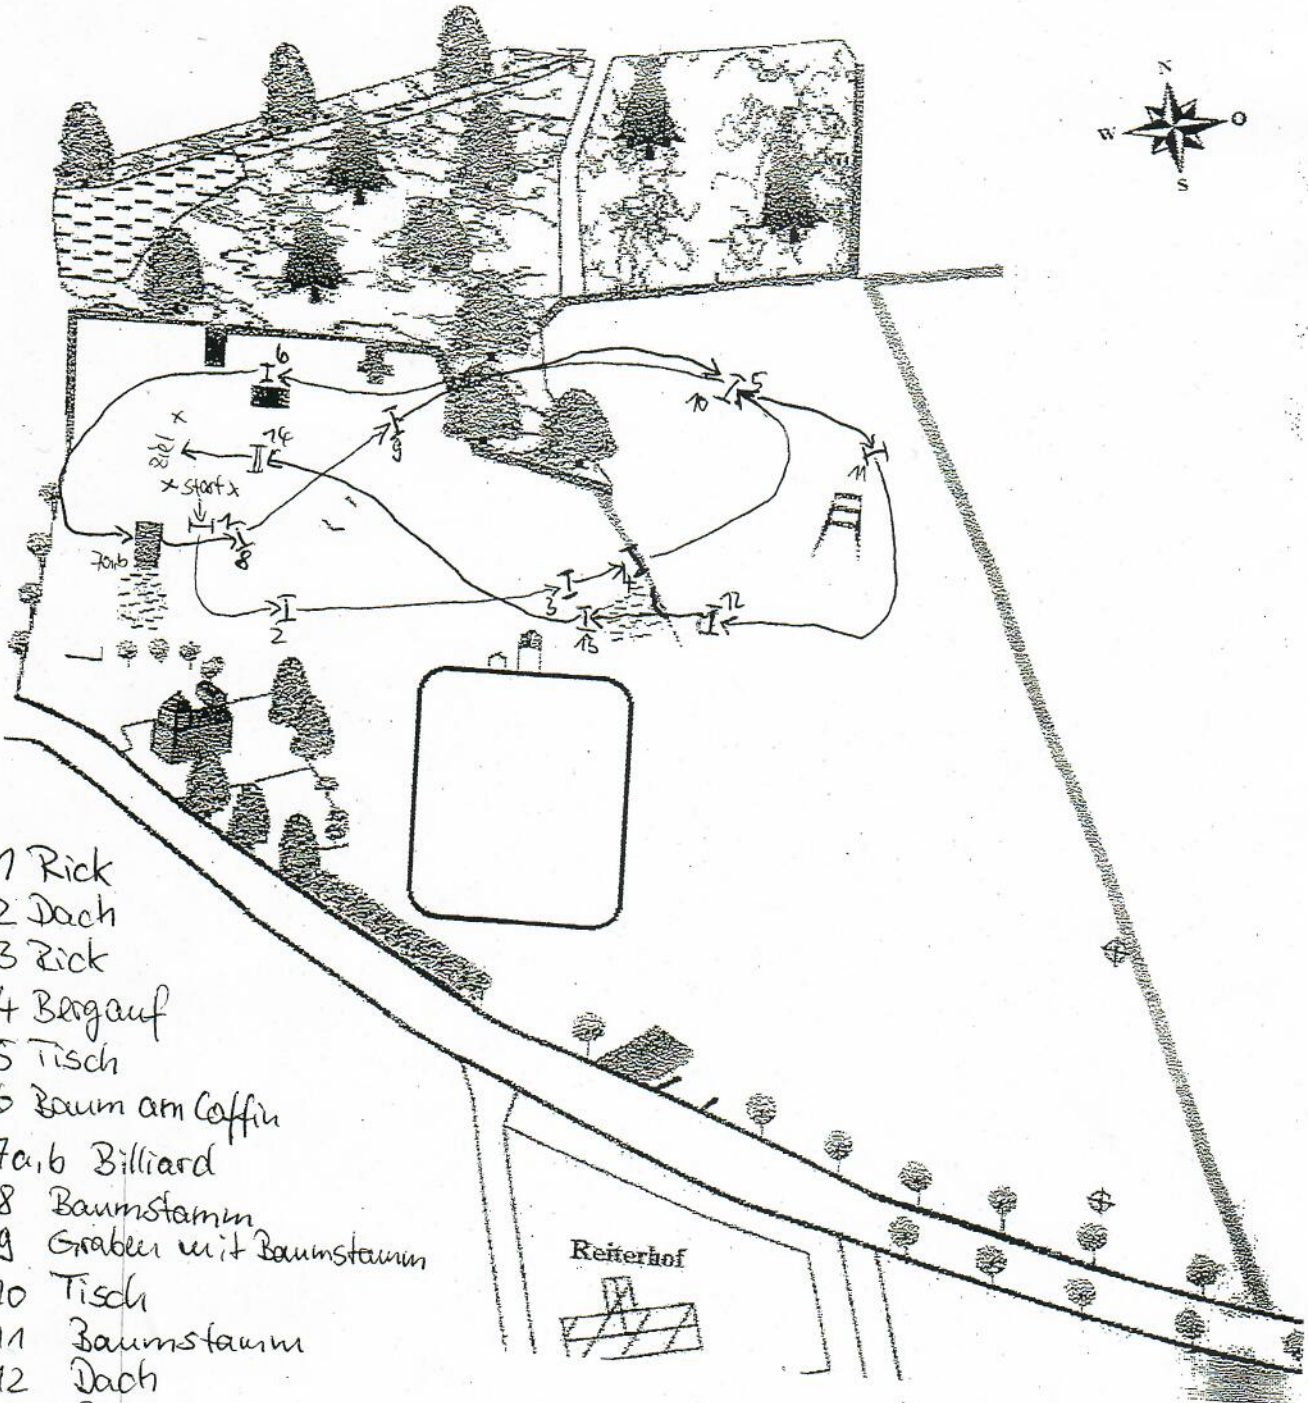 N
W O
S
6
5
10
14
9
Ziel x
11
x Start x
1
7a,b
8
4
3
12
2
13
1 Rick
2 Dach
3 Rick
4 Bergauf
5 Tisch
6 Baum am Coffin
7a,b Billiard
8 Baumstamm
9 Graben mit Baumstamm
10 Tisch
11 Baumstamm
12 Dach
Reiterhof